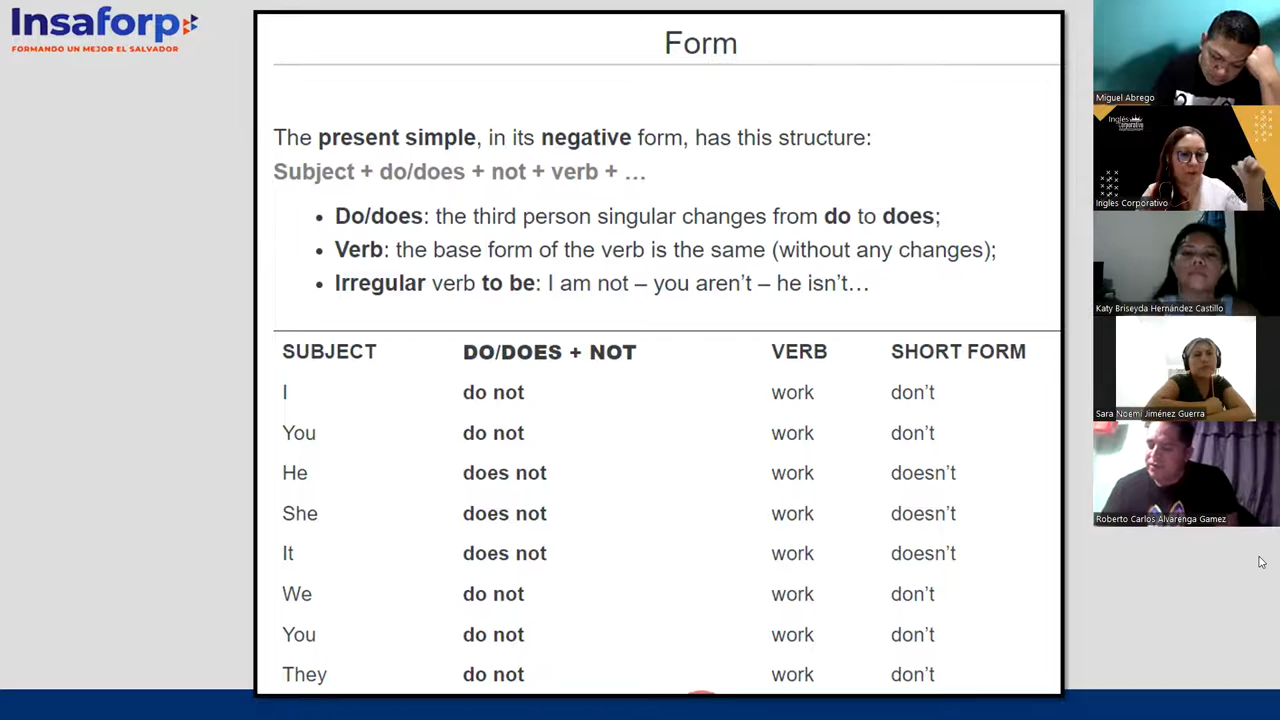 Insaforp
FORMANDO UN MEJOR EL SALVADOR
Form
The present simple, in its negative form, has this structure:
Subject + do/does + not + verb + …
• Do/does: the third person singular changes from do to does;
• Verb: the base form of the verb is the same (without any changes);
• Irregular verb to be: I am not – you aren’t – he isn’t…
SUBJECT DO/DOES + NOT VERB SHORT FORM
I do not work don’t
You do not work don’t
He does not work doesn’t
She does not work doesn’t
It does not work doesn’t
We do not work don’t
You do not work don’t
They do not work don’t
Miguel Abrego
Inglés
Corporativo
Ingles Corporativo
Katy Briseyda Hernández Castillo
Sara Noemí Jiménez Guerra
Roberto Carlos Alvarenga Gamez